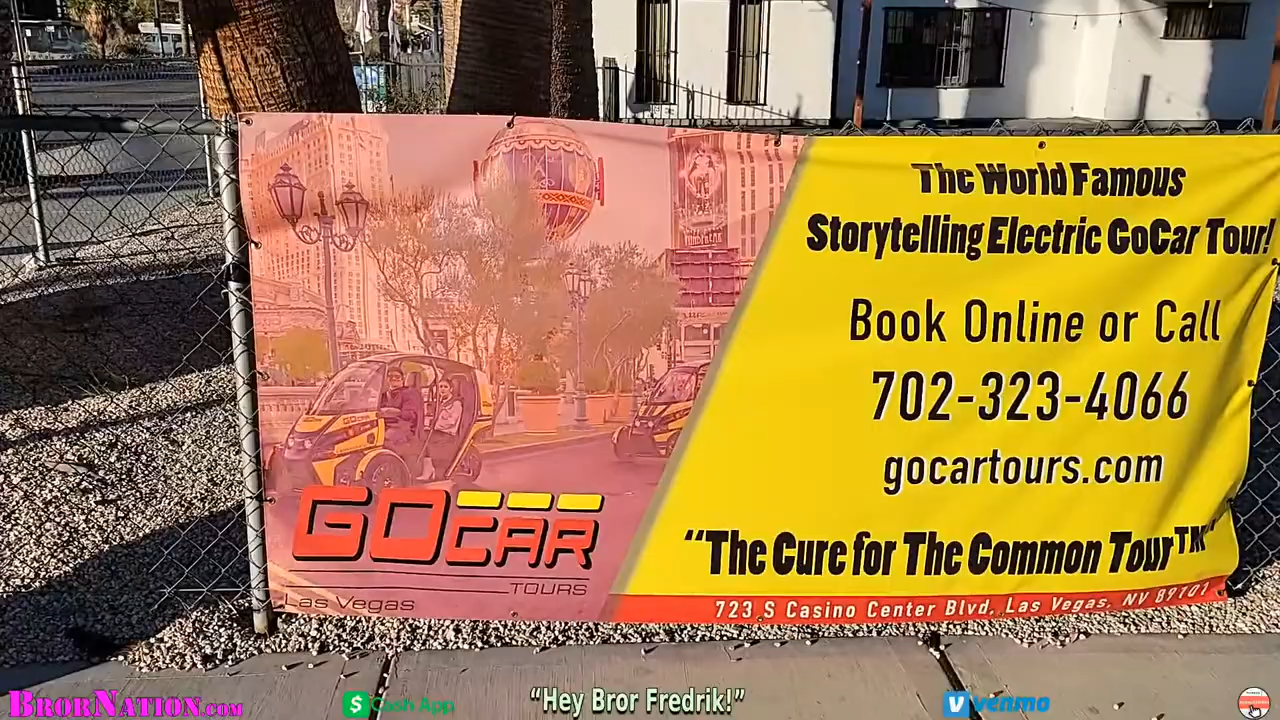 The World Famous
Storytelling Electric GoCar Tour!
Book Online or Call
702-323-4066
gocartours.com
"The Cure for The Common Tour™"
723 S Casino Center Blvd, Las Vegas, NV 89101
GOCAR
TOURS
Las Vegas
BRORNATION.COM
$ Cash App
"Hey Bror Fredrik!"
V venmo